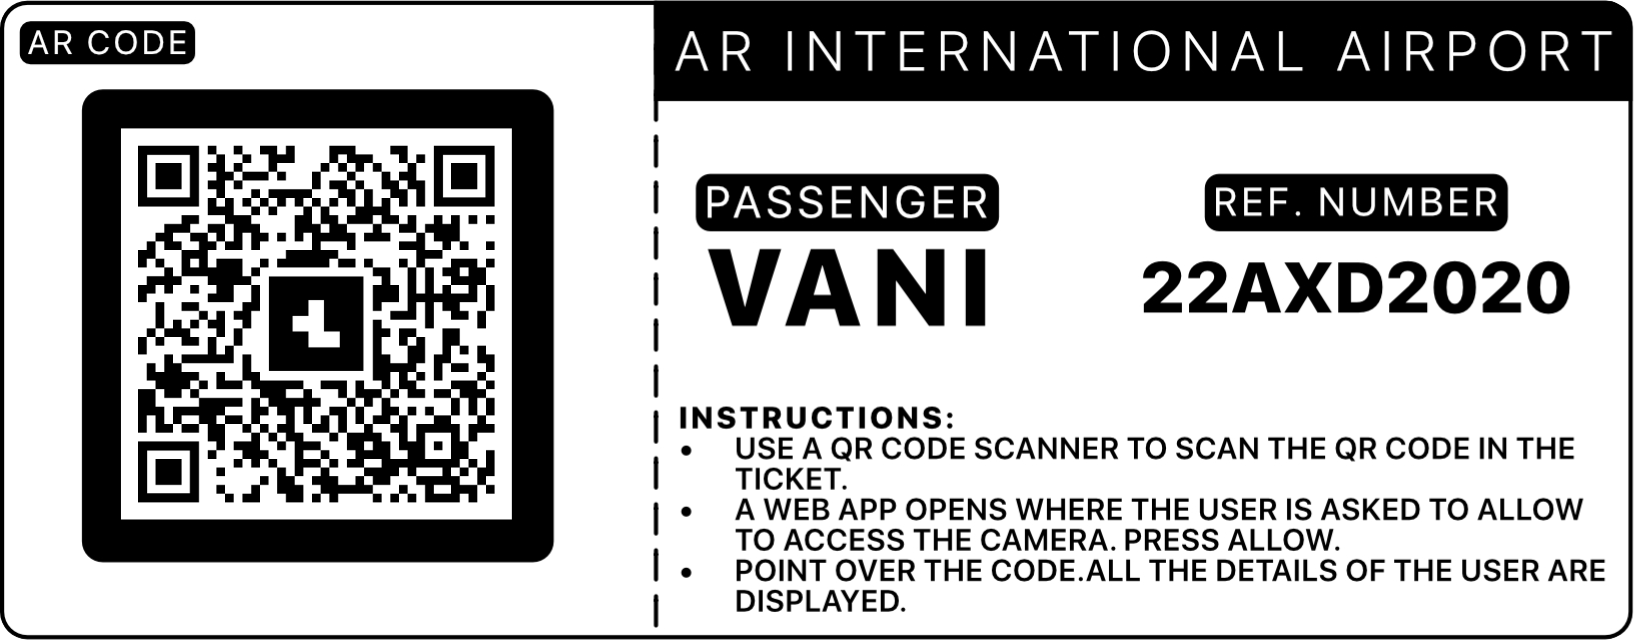 AR CODE
AR INTERNATIONAL AIRPORT
PASSENGER
VANI
REF. NUMBER
22AXD2020
INSTRUCTIONS:
• USE A QR CODE SCANNER TO SCAN THE QR CODE IN THE
TICKET.
• A WEB APP OPENS WHERE THE USER IS ASKED TO ALLOW
TO ACCESS THE CAMERA. PRESS ALLOW.
• POINT OVER THE CODE.ALL THE DETAILS OF THE USER ARE
DISPLAYED.